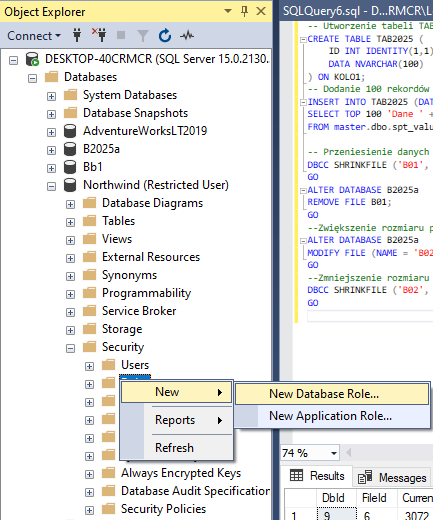 Object Explorer
Connect
DESKTOP-40CRMCR (SQL Server 15.0.2130.
Databases
System Databases
Database Snapshots
AdventureWorksLT2019
B2025a
Bb1
Northwind (Restricted User)
Database Diagrams
Tables
Views
External Resources
Synonyms
Programmability
Service Broker
Storage
Security
Users
New
Reports
Refresh
New Database Role...
New Application Role...
Always Encrypted Keys
Database Audit Specification
Security Policies
SQLQuery6.sql - D...RMCR\L
-- Utworzenie tabeli TAB
CREATE TABLE TAB2025 (
ID INT IDENTITY(1,1)
DATA NVARCHAR(100)
) ON KOLO1;
-- Dodanie 100 rekordów
INSERT INTO TAB2025 (DAT
SELECT TOP 100 'Dane ' +
FROM master.dbo.spt_valu
-- Przeniesienie danych
DBCC SHRINKFILE ('B01',
GO
ALTER DATABASE B2025a
REMOVE FILE B01;
GO
--Zwiększenie rozmiaru p
ALTER DATABASE B2025a
MODIFY FILE (NAME = 'B02
GO
--Zmniejszenie rozmiaru
DBCC SHRINKFILE ('B02',
GO
74 %
Results
Messages
DbId FileId Curren
1 9 6 3072